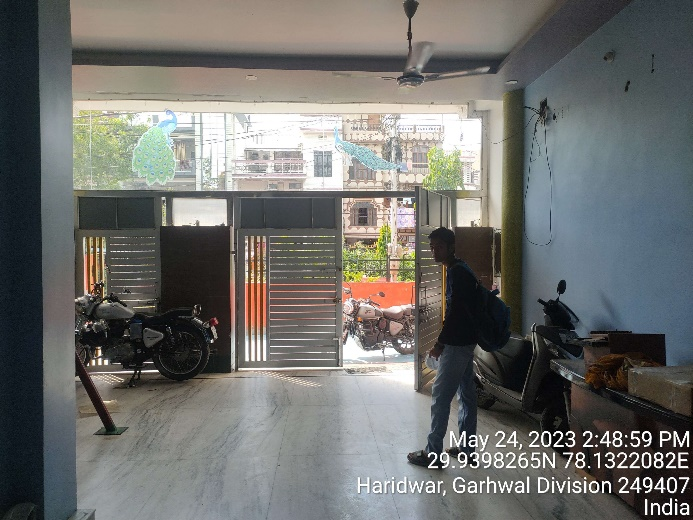 May 24, 2023 2:48:59 PM
29.9398265N 78.1322082E
Haridwar, Garhwal Division 249407
India